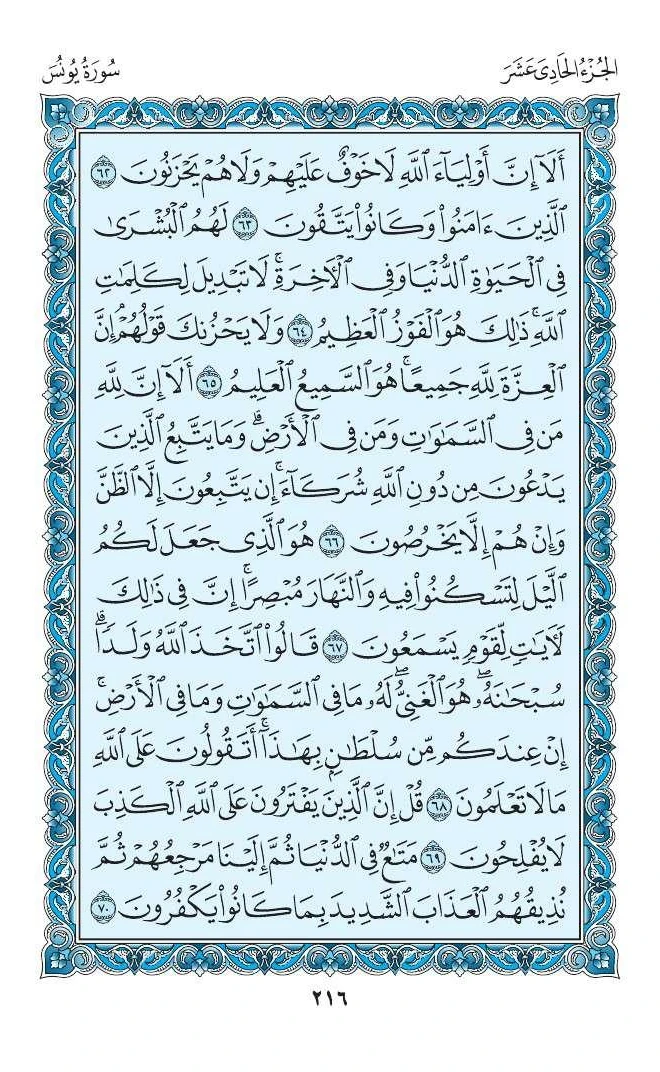 الجزء الحادي عشر
سورة يونس
أَلَآ إِنَّ أَوْلِيَآءَ ٱللَّهِ لَا خَوْفٌ عَلَيْهِمْ وَلَا هُمْ يَحْزَنُونَ ٦٢
ٱلَّذِينَ ءَامَنُوا۟ وَكَانُوا۟ يَتَّقُونَ ٦٣ لَهُمُ ٱلْبُشْرَىٰ
فِى ٱلْحَيَوٰةِ ٱلدُّنْيَا وَفِى ٱلْـَٔاخِرَةِ ۚ لَا تَبْدِيلَ لِكَلِمَٰتِ
ٱللَّهِ ۚ ذَٰلِكَ هُوَ ٱلْفَوْزُ ٱلْعَظِيمُ ٦٤ وَلَا يَحْزُنكَ قَوْلُهُمْ ۘ إِنَّ
ٱلْعِزَّةَ لِلَّهِ جَمِيعًا ۚ هُوَ ٱلسَّمِيعُ ٱلْعَلِيمُ ٦٥ أَلَآ إِنَّ لِلَّهِ
مَن فِى ٱلسَّمَٰوَٰتِ وَمَن فِى ٱلْأَرْضِ ۗ وَمَا يَتَّبِعُ ٱلَّذِينَ
يَدْعُونَ مِن دُونِ ٱللَّهِ شُرَكَآءَ ۚ إِن يَتَّبِعُونَ إِلَّا ٱلظَّنَّ
وَإِنْ هُمْ إِلَّا يَخْرُصُونَ ٦٦ هُوَ ٱلَّذِى جَعَلَ لَكُمُ
ٱلَّيْلَ لِتَسْكُنُوا۟ فِيهِ وَٱلنَّهَارَ مُبْصِرًا ۚ إِنَّ فِى ذَٰلِكَ
لَـَٔايَٰتٍ لِّقَوْمٍ يَسْمَعُونَ ٦٧ قَالُوا۟ ٱتَّخَذَ ٱللَّهُ وَلَدًا ۗ
سُبْحَٰنَهُۥ ۖ هُوَ ٱلْغَنِىُّ ۖ لَهُۥ مَا فِى ٱلسَّمَٰوَٰتِ وَمَا فِى ٱلْأَرْضِ ۚ
إِنْ عِندَكُم مِّن سُلْطَٰنٍۭ بِهَٰذَآ ۚ أَتَقُولُونَ عَلَى ٱللَّهِ
مَا لَا تَعْلَمُونَ ٦٨ قُلْ إِنَّ ٱلَّذِينَ يَفْتَرُونَ عَلَى ٱللَّهِ ٱلْكَذِبَ
لَا يُفْلِحُونَ ٦٩ مَتَٰعٌ فِى ٱلدُّنْيَا ثُمَّ إِلَيْنَا مَرْجِعُهُمْ ثُمَّ
نُذِيقُهُمُ ٱلْعَذَابَ ٱلشَّدِيدَ بِمَا كَانُوا۟ يَكْفُرُونَ ٧٠
٢١٦